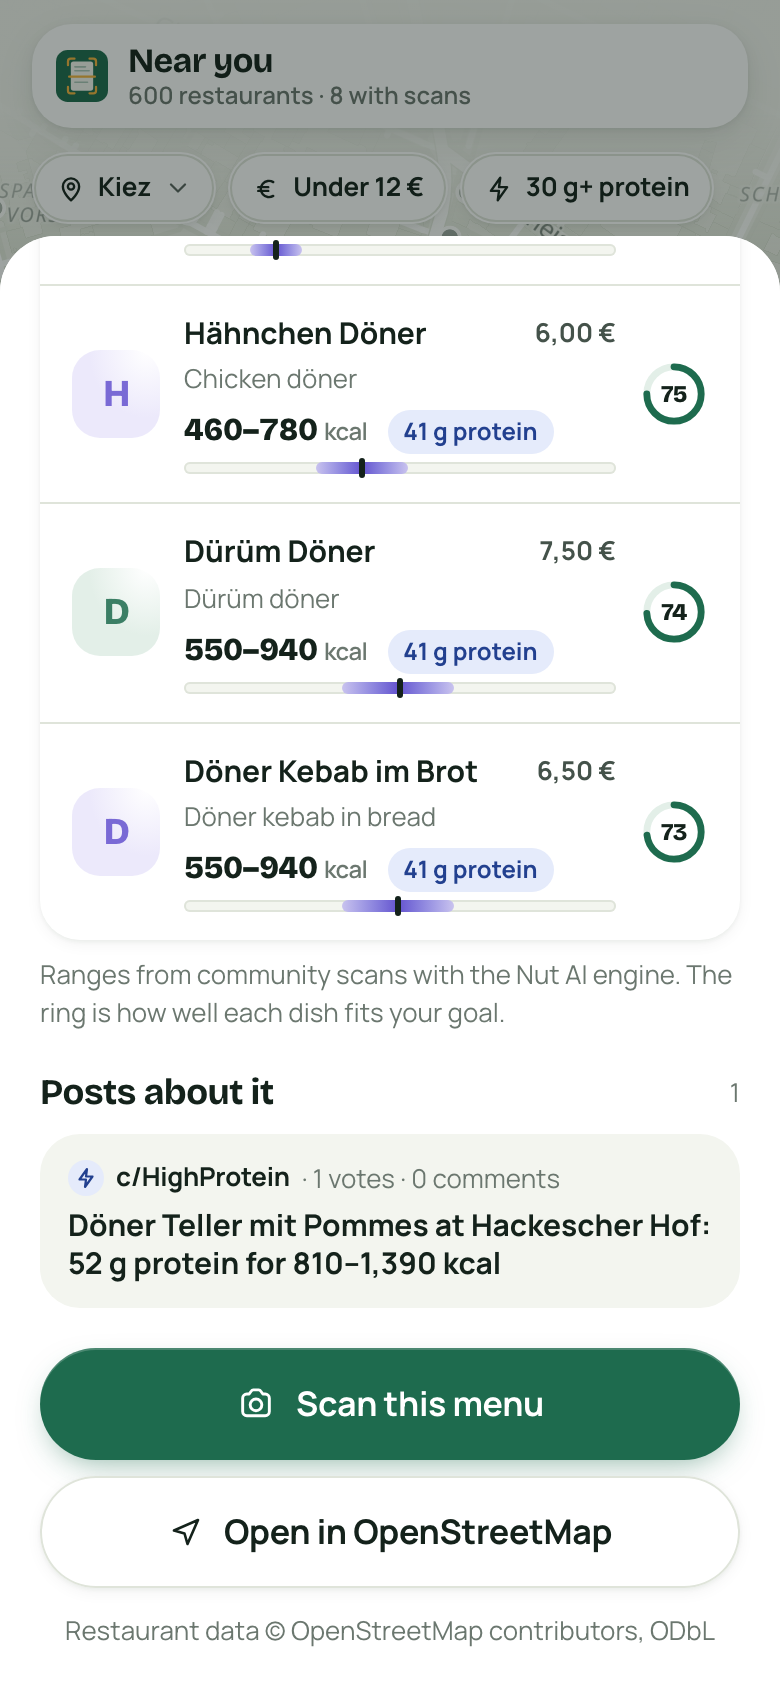 Near you
600 restaurants · 8 with scans
Kiez
€ Under 12 €
30 g+ protein
SPA
VOR
SCH
Hähnchen Döner
6,00 €
H
Chicken döner
75
460–780 kcal
41 g protein
Dürüm Döner
7,50 €
D
Dürüm döner
74
550–940 kcal
41 g protein
Döner Kebab im Brot
6,50 €
D
Döner kebab in bread
73
550–940 kcal
41 g protein
Ranges from community scans with the Nut AI engine. The
ring is how well each dish fits your goal.
Posts about it
1
c/HighProtein · 1 votes · 0 comments
Döner Teller mit Pommes at Hackescher Hof:
52 g protein for 810–1,390 kcal
Scan this menu
Open in OpenStreetMap
Restaurant data © OpenStreetMap contributors, ODbL